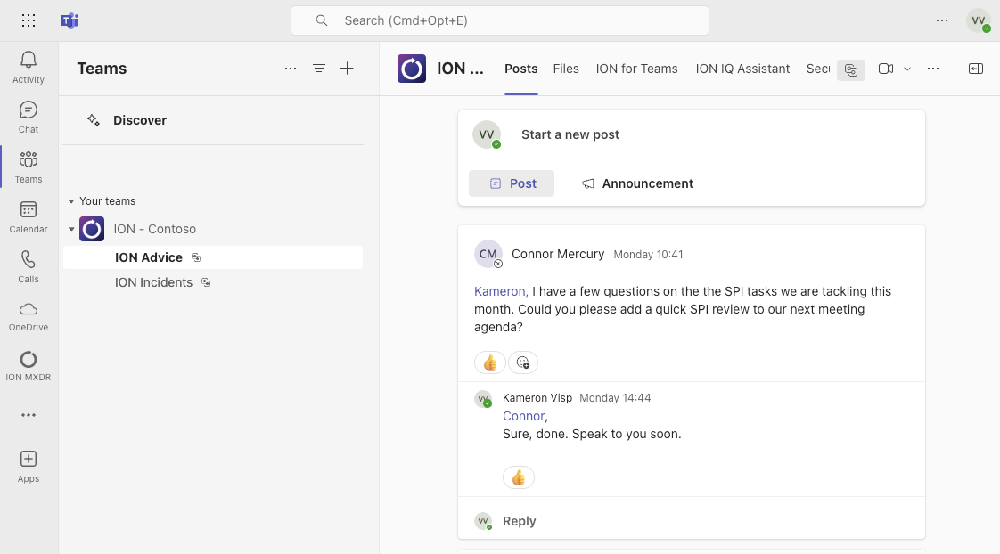 Search (Cmd+Opt+E)
VV
Activity
Chat
Teams
Calendar
Calls
OneDrive
ION MXDR
Apps
Teams
Discover
Your teams
ION - Contoso
ION Advice
ION Incidents
ION ... Posts Files ION for Teams ION IQ Assistant Secu
VV Start a new post
Post Announcement
CM Connor Mercury Monday 10:41
Kameron, I have a few questions on the the SPI tasks we are tackling this
month. Could you please add a quick SPI review to our next meeting
agenda?
VV Kameron Visp Monday 14:44
Connor,
Sure, done. Speak to you soon.
VV Reply